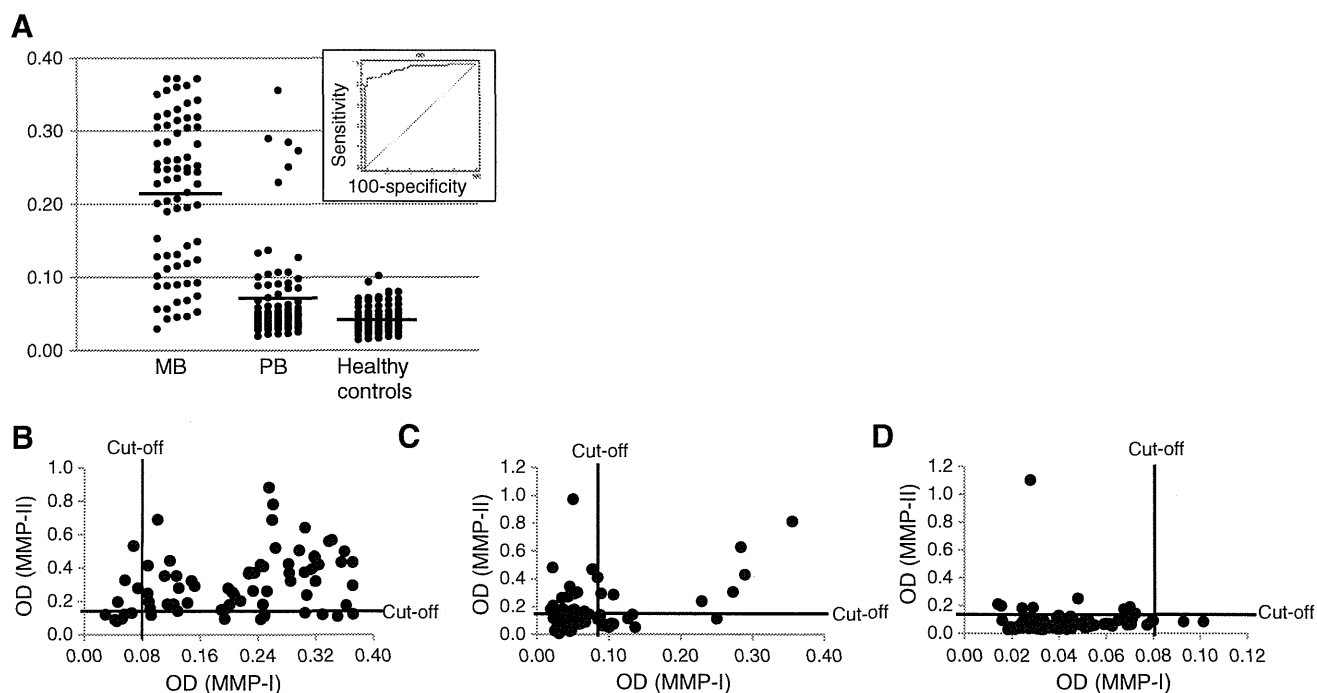 A
0.40
0.30
0.20
0.10
0.00
Sensitivity
100-specificity
MB
PB
Healthy
controls
B
Cut-off
OD (MMP-II)
1.0
0.8
0.6
0.4
0.2
0.0
Cut-off
0.00
0.08
0.16
0.24
0.32
0.40
OD (MMP-I)
C
Cut-off
OD (MMP-II)
1.2
1.0
0.8
0.6
0.4
0.2
0.0
Cut-off
0.00
0.10
0.20
0.30
0.40
OD (MMP-I)
D
Cut-off
OD (MMP-II)
1.2
1.0
0.8
0.6
0.4
0.2
0.0
Cut-off
0.00
0.02
0.04
0.06
0.08
0.10
0.12
OD (MMP-I)